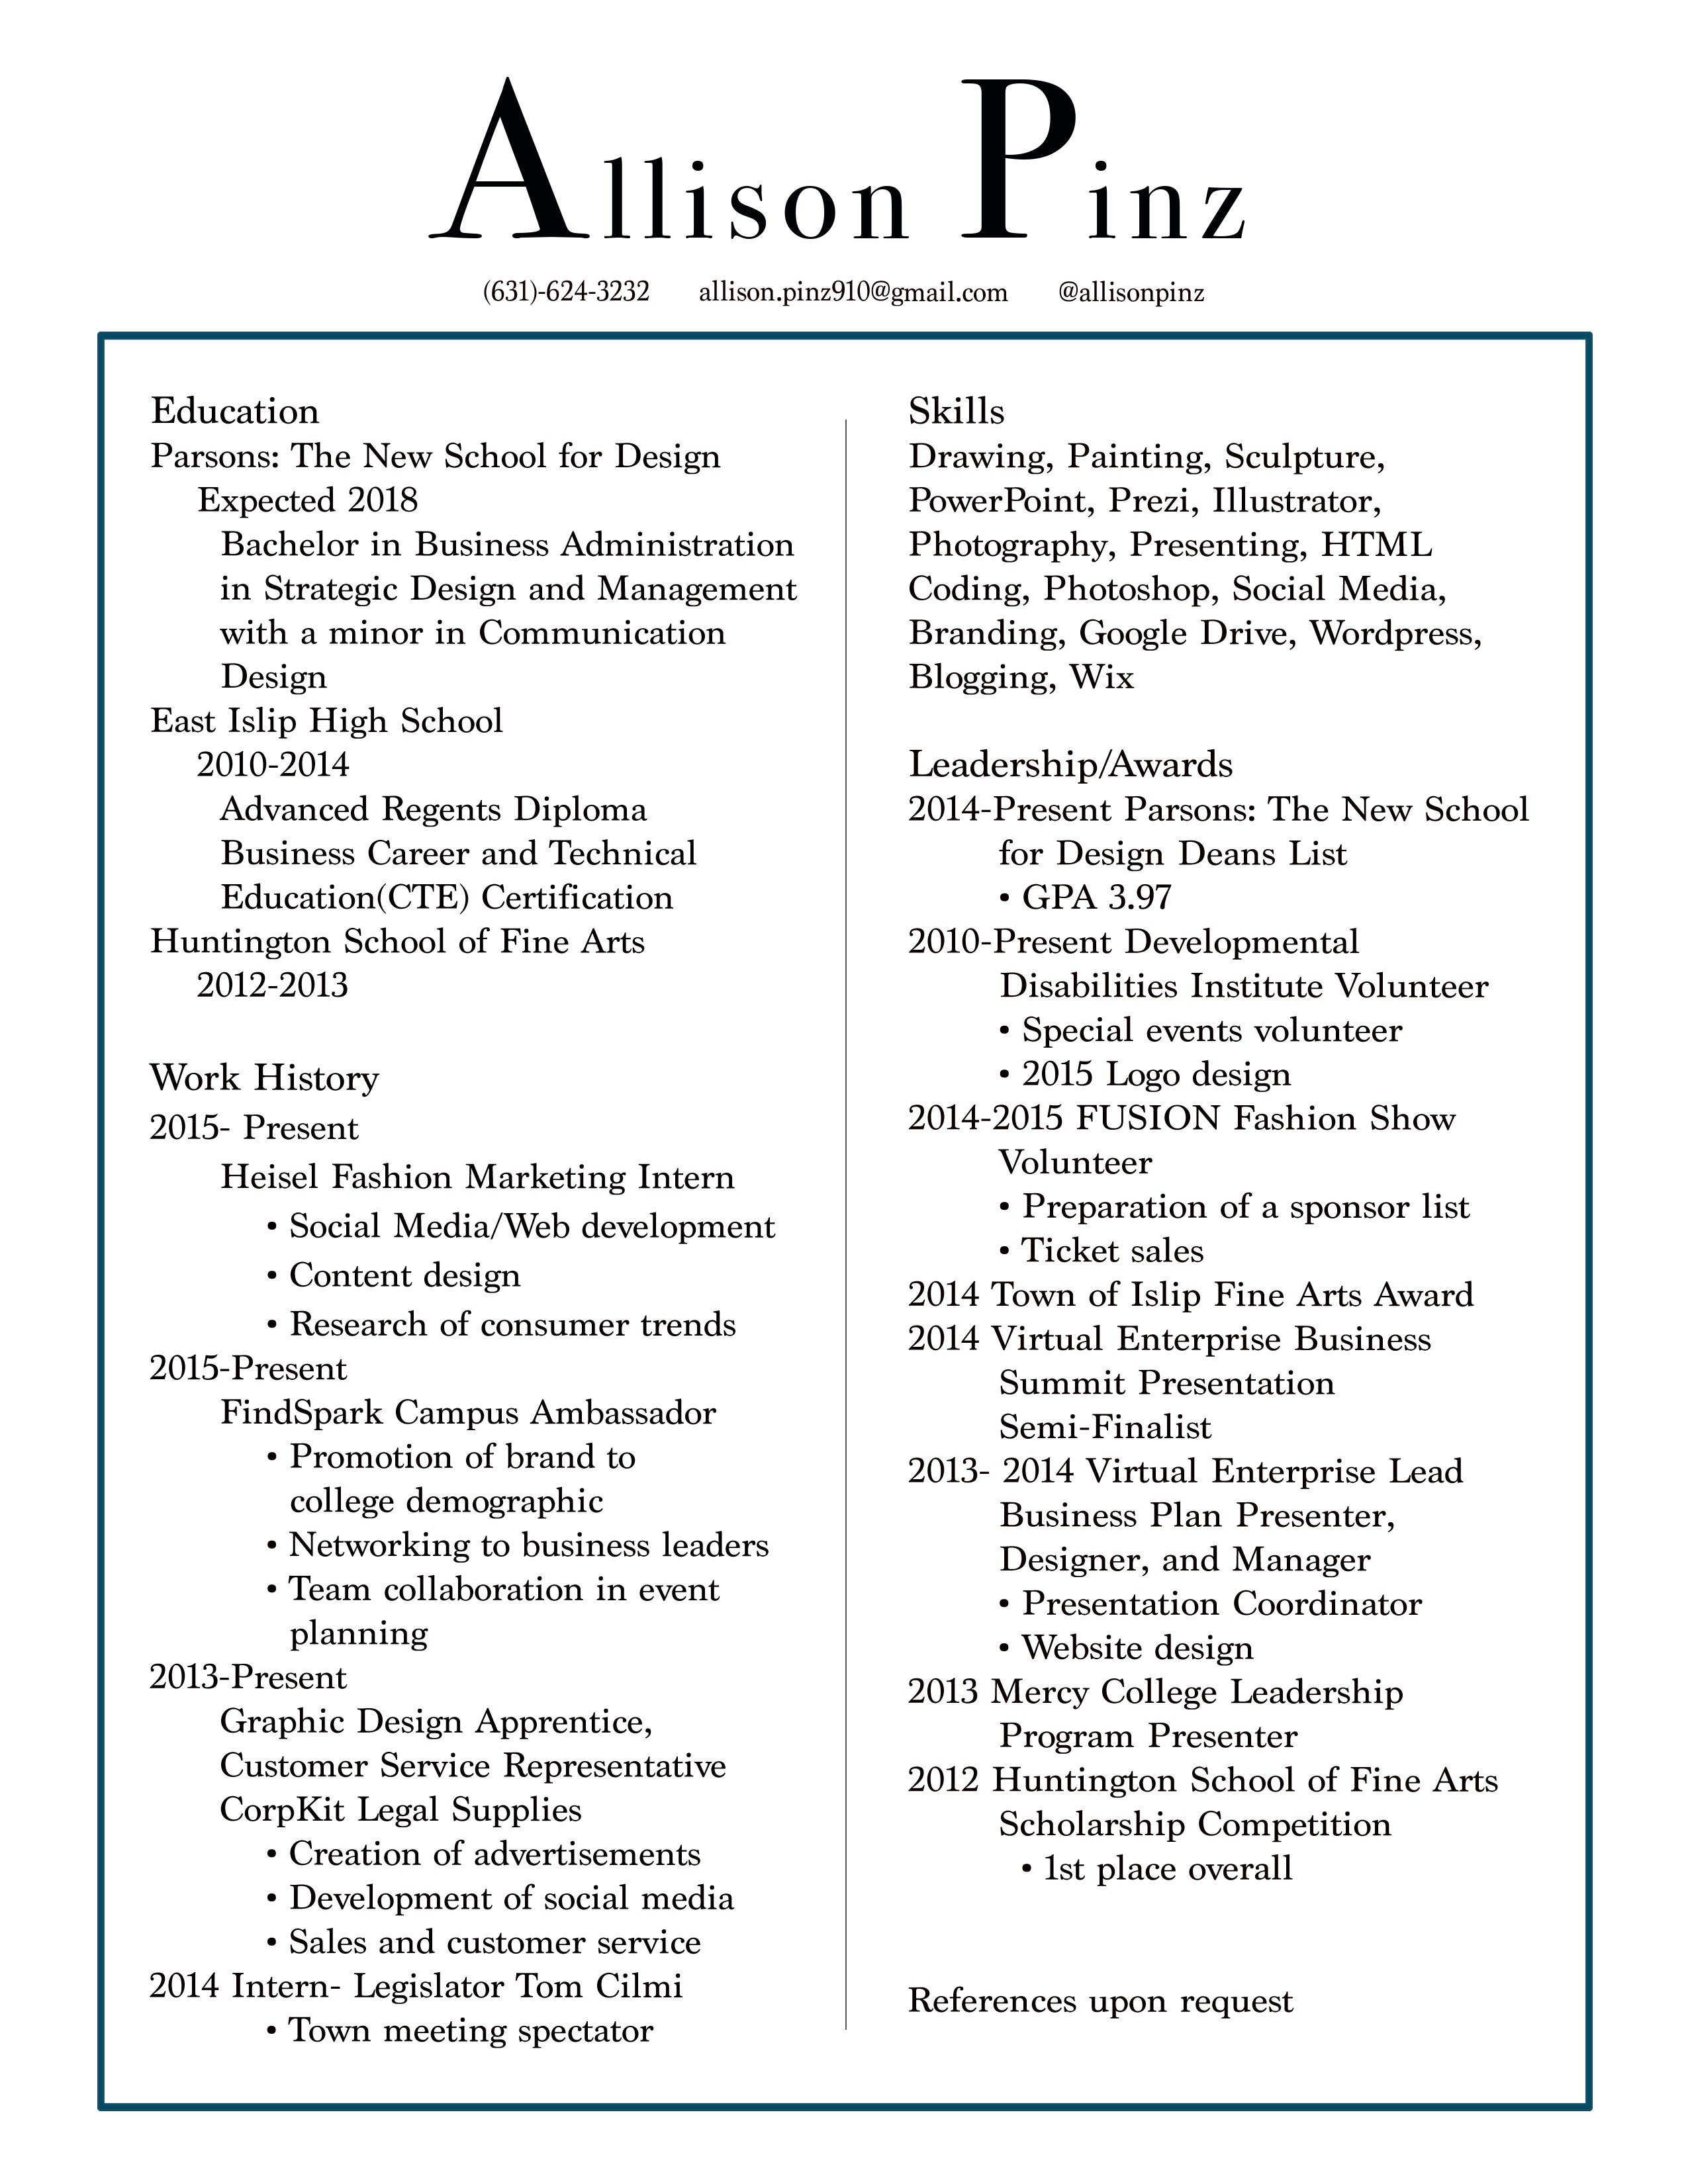 Allison Pinz
(631)-624-3232 allison.pinz910@gmail.com @allisonpinz
Education
Parsons: The New School for Design
Expected 2018
Bachelor in Business Administration
in Strategic Design and Management
with a minor in Communication
Design
East Islip High School
2010-2014
Advanced Regents Diploma
Business Career and Technical
Education(CTE) Certification
Huntington School of Fine Arts
2012-2013
Work History
2015- Present
Heisel Fashion Marketing Intern
• Social Media/Web development
• Content design
• Research of consumer trends
2015-Present
FindSpark Campus Ambassador
• Promotion of brand to
college demographic
• Networking to business leaders
• Team collaboration in event
planning
2013-Present
Graphic Design Apprentice,
Customer Service Representative
CorpKit Legal Supplies
• Creation of advertisements
• Development of social media
• Sales and customer service
2014 Intern- Legislator Tom Cilmi
• Town meeting spectator
Skills
Drawing, Painting, Sculpture,
PowerPoint, Prezi, Illustrator,
Photography, Presenting, HTML
Coding, Photoshop, Social Media,
Branding, Google Drive, Wordpress,
Blogging, Wix
Leadership/Awards
2014-Present Parsons: The New School
for Design Deans List
• GPA 3.97
2010-Present Developmental
Disabilities Institute Volunteer
• Special events volunteer
• 2015 Logo design
2014-2015 FUSION Fashion Show
Volunteer
• Preparation of a sponsor list
• Ticket sales
2014 Town of Islip Fine Arts Award
2014 Virtual Enterprise Business
Summit Presentation
Semi-Finalist
2013- 2014 Virtual Enterprise Lead
Business Plan Presenter,
Designer, and Manager
• Presentation Coordinator
• Website design
2013 Mercy College Leadership
Program Presenter
2012 Huntington School of Fine Arts
Scholarship Competition
• 1st place overall
References upon request